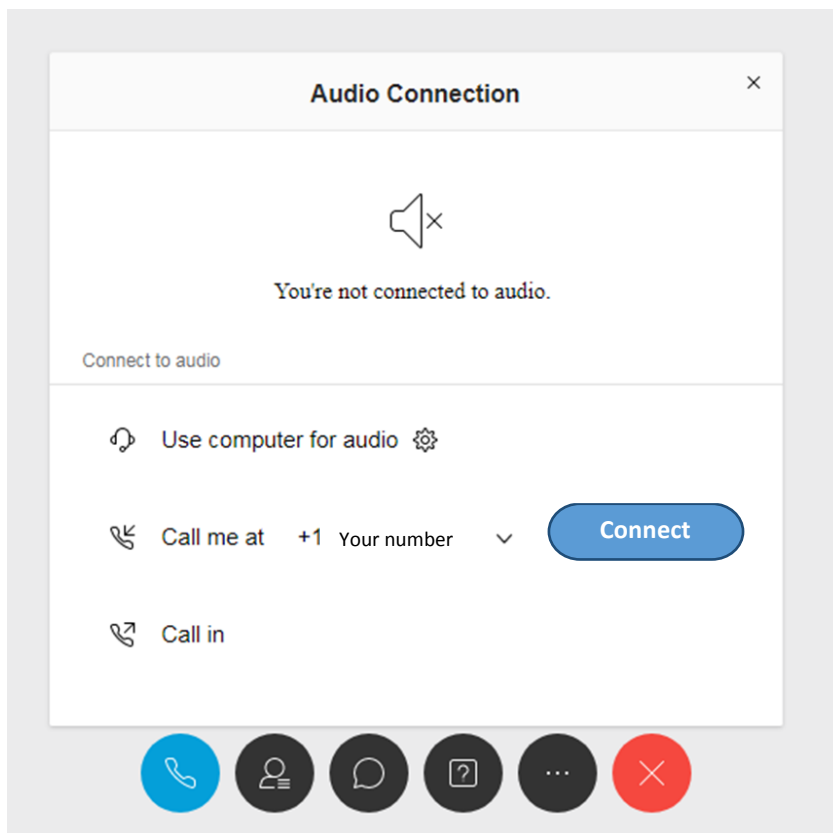 Audio Connection
You're not connected to audio.
Connect to audio
Use computer for audio
Call me at +1 Your number
Connect
Call in